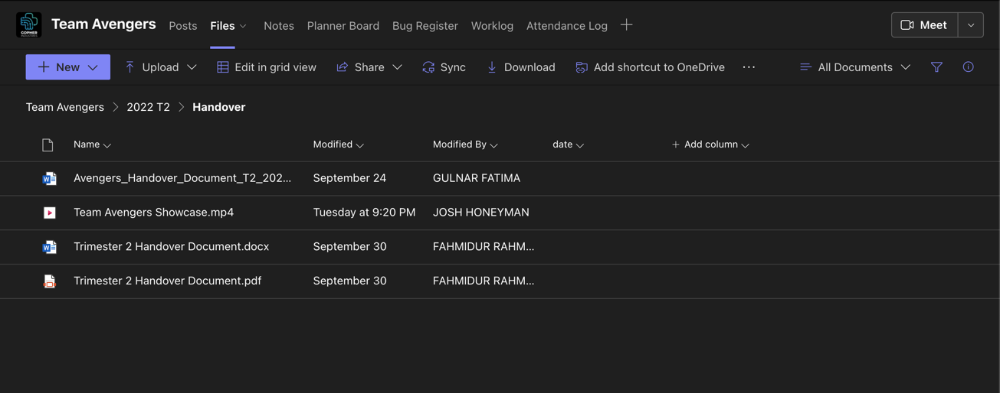 Team Avengers Posts Files Notes Planner Board Bug Register Worklog Attendance Log Meet
GOPHER
INDUSTRIES
New Upload Edit in grid view Share Sync Download Add shortcut to OneDrive ... All Documents
Team Avengers > 2022 T2 > Handover
Name Modified Modified By date + Add column
Avengers_Handover_Document_T2_202... September 24 GULNAR FATIMA
Team Avengers Showcase.mp4 Tuesday at 9:20 PM JOSH HONEYMAN
Trimester 2 Handover Document.docx September 30 FAHMIDUR RAHM...
Trimester 2 Handover Document.pdf September 30 FAHMIDUR RAHM...